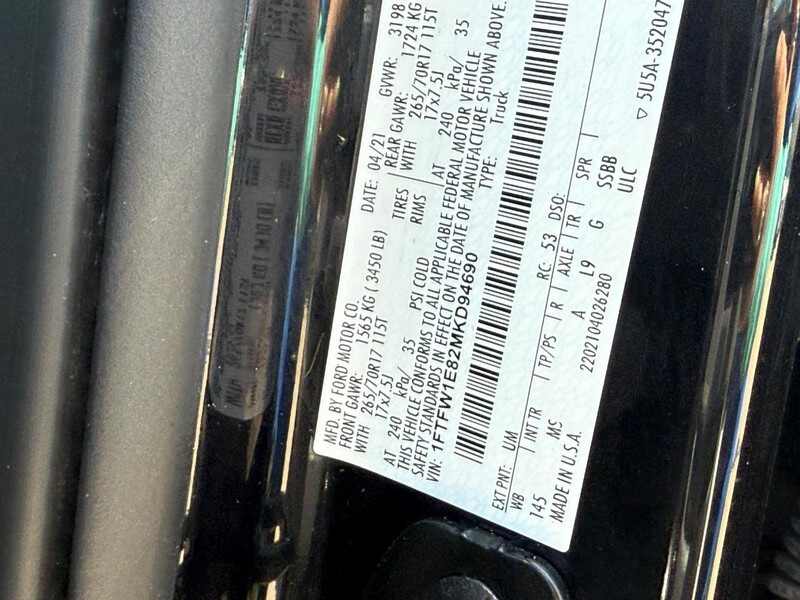 MFD. BY FORD MOTOR CO.
DATE: 04/21
GVWR: 3198
FRONT GAWR: 1565 KG ( 3450 LB)
REAR GAWR: 1724 KG
WITH 265/70R17 115T TIRES WITH 265/70R17 115T
17x7.5J RIMS 17x7.5J
AT 240 kPa/ 35 PSI COLD AT 240 kPa/ 35
THIS VEHICLE CONFORMS TO ALL APPLICABLE FEDERAL MOTOR VEHICLE
SAFETY STANDARDS IN EFFECT ON THE DATE OF MANUFACTURE SHOWN ABOVE.
VIN: 1FTFW1E82MKD94690
TYPE: Truck
EXT PNT: UM RC: 53 DSO:
WB INT TR TP/PS R AXLE TR SPR
145 MS A L9 G SSBB
MADE IN U.S.A. 2202104026280 ULC
▽ 5U5A-352047